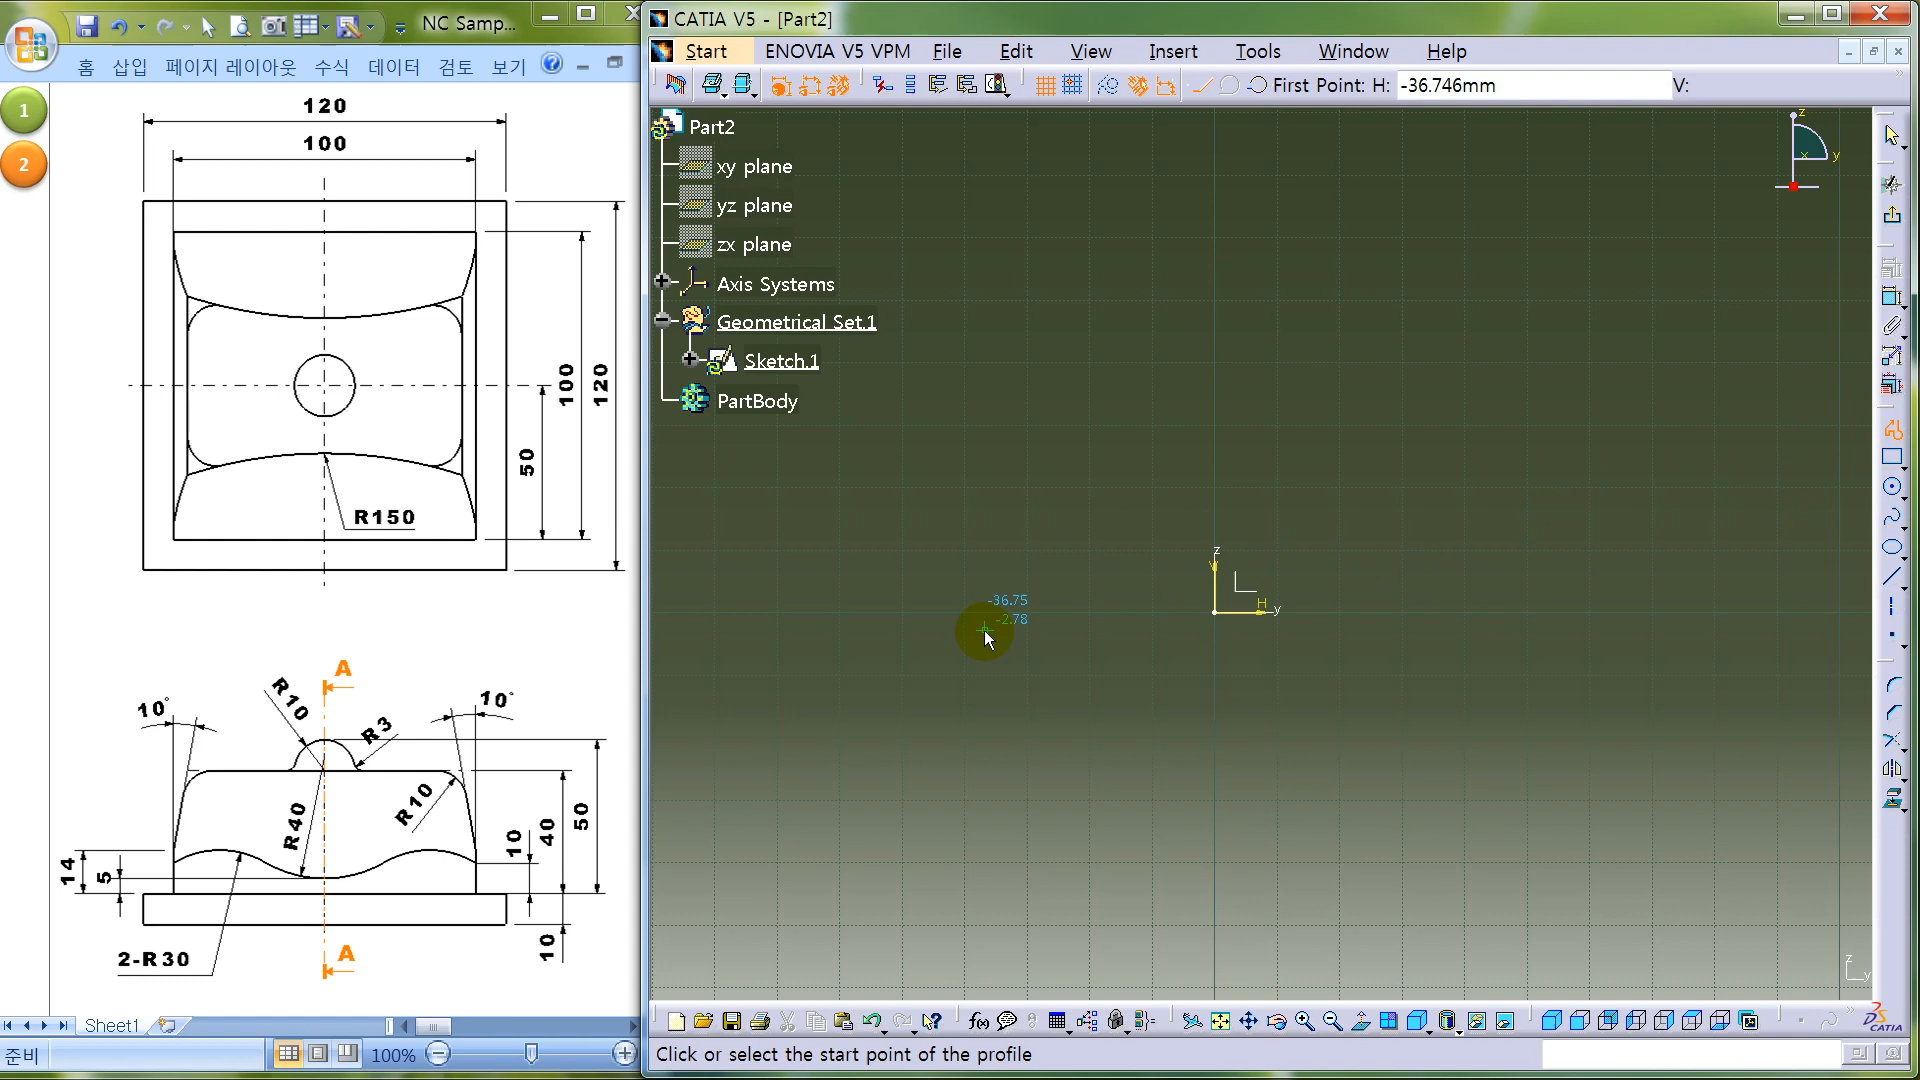 NC Samp...
홈 삽입 페이지 레이아웃 수식 데이터 검토 보기
1
2
120
100
R150
50
100
120
A
10°
R10
R3
10°
R40
R10
10
40
50
14
5
2-R30
A
10
Sheet1
준비
100%
CATIA V5 - [Part2]
Start ENOVIA V5 VPM File Edit View Insert Tools Window Help
First Point: H: -36.746mm V:
Part2
xy plane
yz plane
zx plane
Axis Systems
Geometrical Set.1
Sketch.1
PartBody
z
x y
-36.75
-2.78
z
V
H y
z
y
f(x)
CATIA
Click or select the start point of the profile